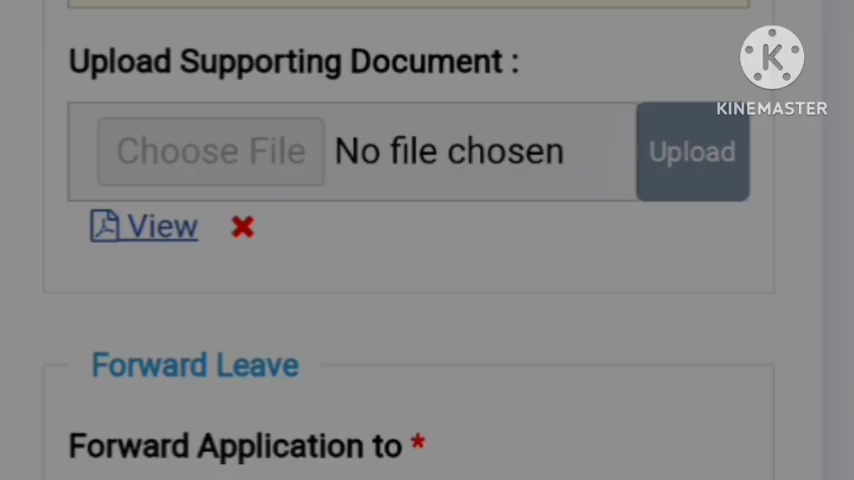 Upload Supporting Document :
Choose File No file chosen Upload
View
Forward Leave
Forward Application to *
KINEMASTER